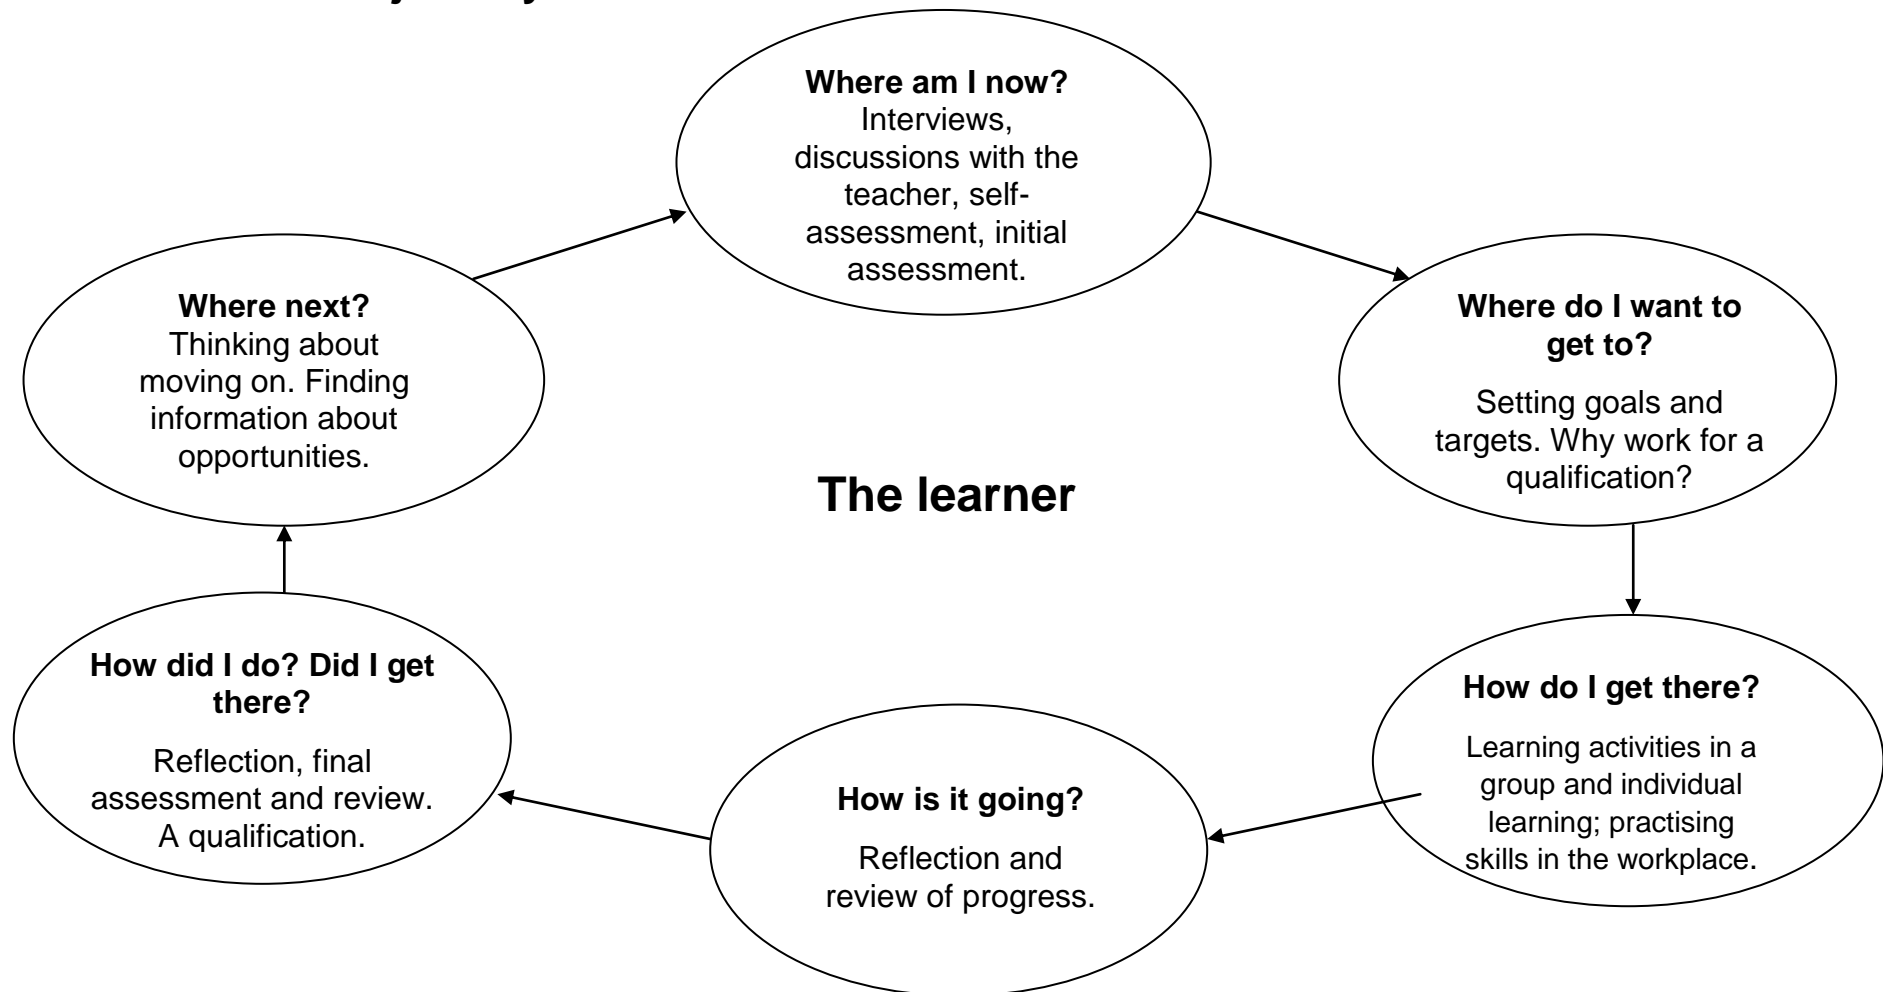 Where am I now?
Interviews,
discussions with the
teacher, self-
assessment, initial
assessment.
Where do I want to
get to?
Setting goals and
targets. Why work for a
qualification?
How do I get there?
Learning activities in a
group and individual
learning; practising
skills in the workplace.
How is it going?
Reflection and
review of progress.
How did I do? Did I get
there?
Reflection, final
assessment and review.
A qualification.
Where next?
Thinking about
moving on. Finding
information about
opportunities.
The learner